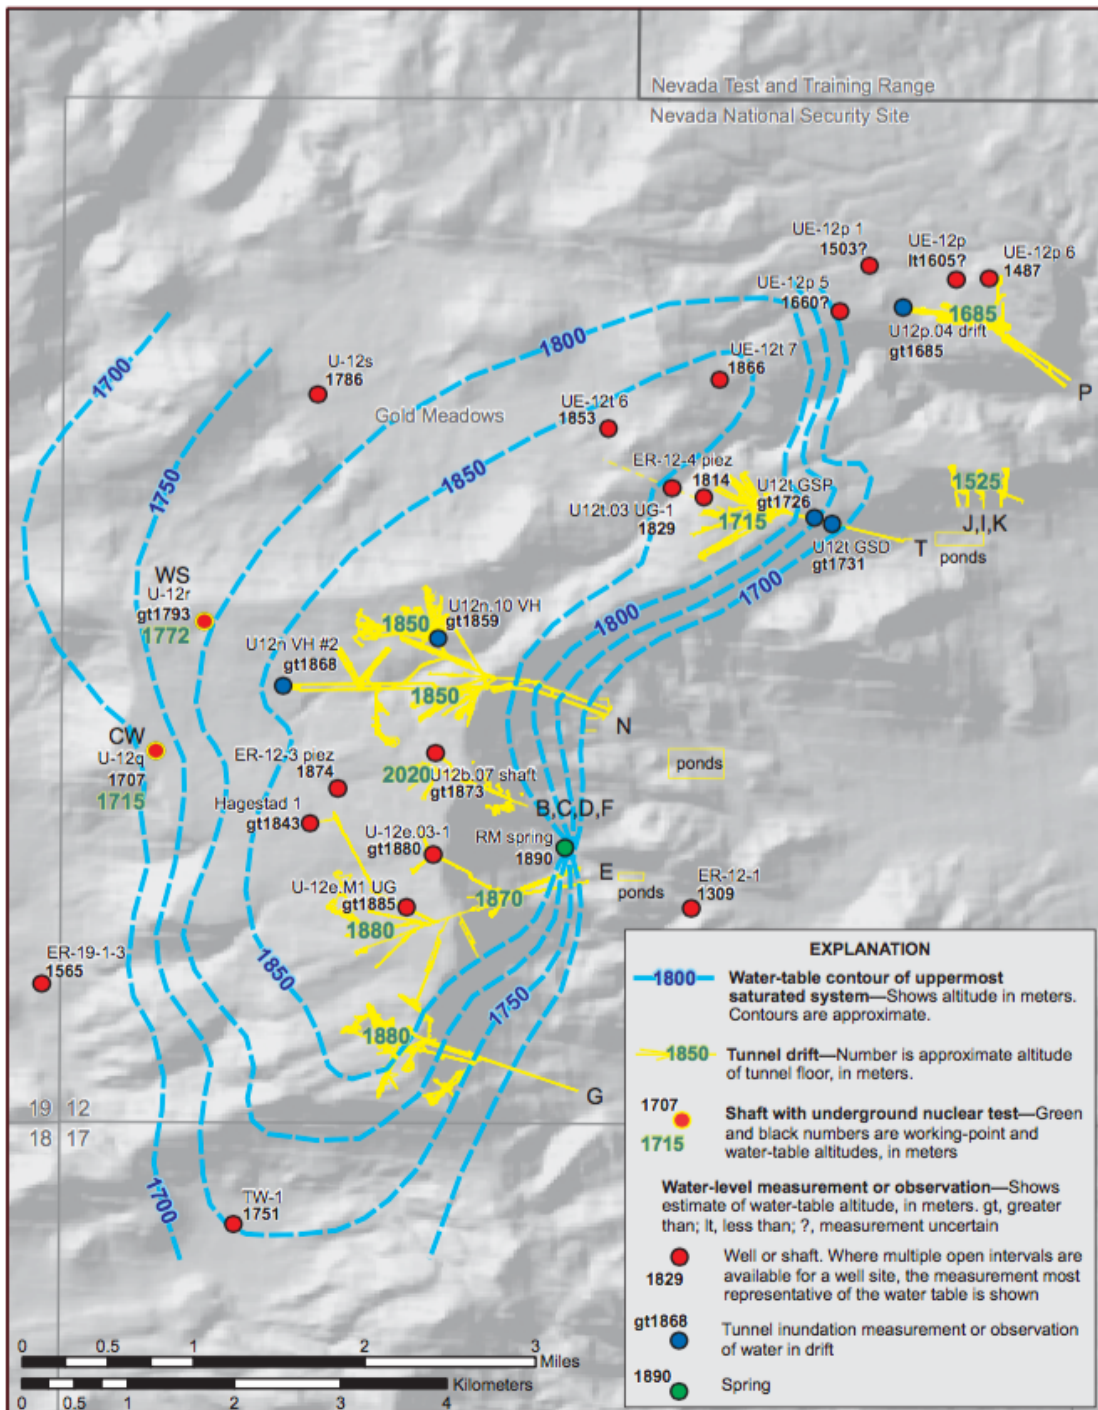 Nevada Test and Training Range
Nevada National Security Site
UE-12p 1
1503?
UE-12p
lt1605?
UE-12p 6
1487
UE-12p 5
1660?
1685
U12p.04 drift
gt1685
P
1700
1800
U-12s
1786
UE-12t 7
1866
Gold Meadows
UE-12t 6
1853
1850
1750
ER-12-4 piez
1814
U12t GSP
gt1726
1525
U12t.03 UG-1
1829
1715
J,I,K
U12t GSD
gt1731
T
ponds
WS
U-12r
gt1793
1772
1800
1700
1850
U12n.10 VH
gt1859
U12n VH #2
gt1868
1850
N
CW
U-12q
1707
1715
ER-12-3 piez
1874
2020
U12b.07 shaft
gt1873
ponds
Hagestad 1
gt1843
B,C,D,F
U-12e.03-1
gt1880
RM spring
1890
E
ponds
ER-12-1
1309
U-12e.M1 UG
gt1885
1870
1880
ER-19-1-3
1565
1850
1750
1880
G
19 12
18 17
1700
TW-1
1751
EXPLANATION
1800
Water-table contour of uppermost
saturated system—Shows altitude in meters.
Contours are approximate.
1850
Tunnel drift—Number is approximate altitude
of tunnel floor, in meters.
1707
1715
Shaft with underground nuclear test—Green
and black numbers are working-point and
water-table altitudes, in meters
Water-level measurement or observation—Shows
estimate of water-table altitude, in meters. gt, greater
than; lt, less than; ?, measurement uncertain
1829
Well or shaft. Where multiple open intervals are
available for a well site, the measurement most
representative of the water table is shown
gt1868
Tunnel inundation measurement or observation
of water in drift
1890
Spring
0 0.5 1 2 3
Miles
Kilometers
0 0.5 1 2 3 4